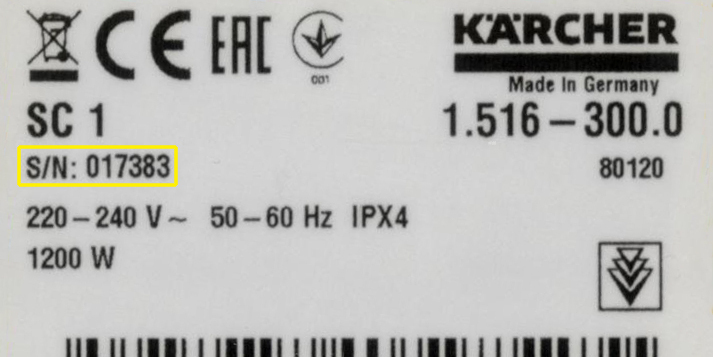 CE EAC
001
KÄRCHER
Made In Germany
SC 1
1.516 – 300.0
S/N: 017383
80120
220 – 240 V ~ 50 – 60 Hz IPX4
1200 W